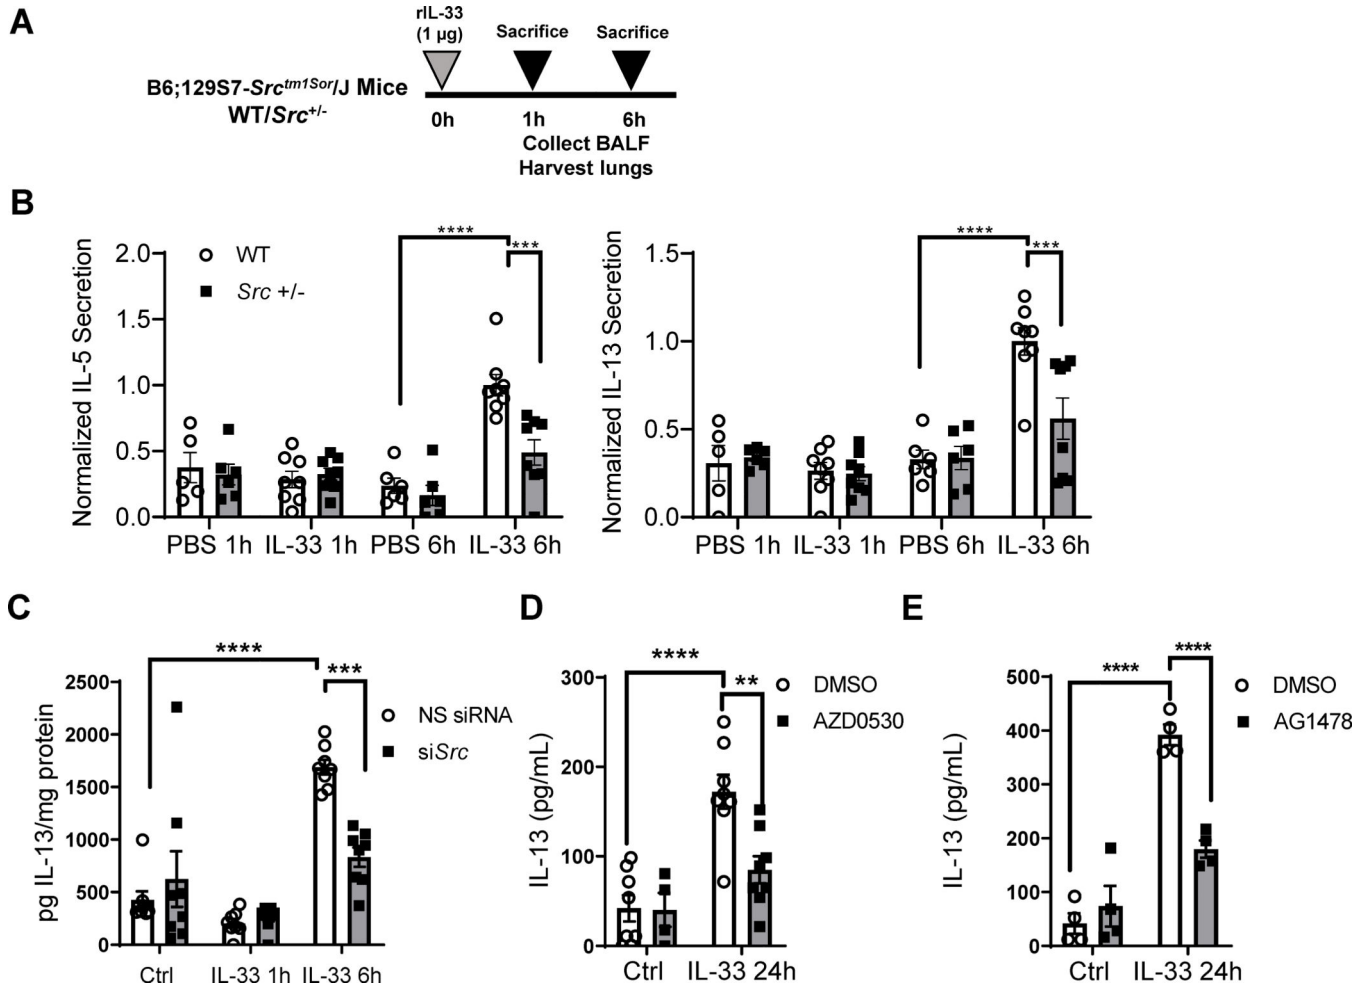 A
rIL-33
(1 µg)
Sacrifice
Sacrifice
B6;129S7-Src^tm1Sor/J Mice
WT/Src^+/-
0h
1h
6h
Collect BALF
Harvest lungs
B
Normalized IL-5 Secretion
2.0
1.5
1.0
0.5
0.0
WT
Src +/-
****
***
PBS 1h
IL-33 1h
PBS 6h
IL-33 6h
Normalized IL-13 Secretion
1.5
1.0
0.5
0.0
****
***
PBS 1h
IL-33 1h
PBS 6h
IL-33 6h
C
pg IL-13/mg protein
2500
2000
1500
1000
500
0
****
***
NS siRNA
siSrc
Ctrl
IL-33 1h
IL-33 6h
D
IL-13 (pg/mL)
300
200
100
0
****
**
DMSO
AZD0530
Ctrl
IL-33 24h
E
IL-13 (pg/mL)
500
400
300
200
100
0
****
****
DMSO
AG1478
Ctrl
IL-33 24h